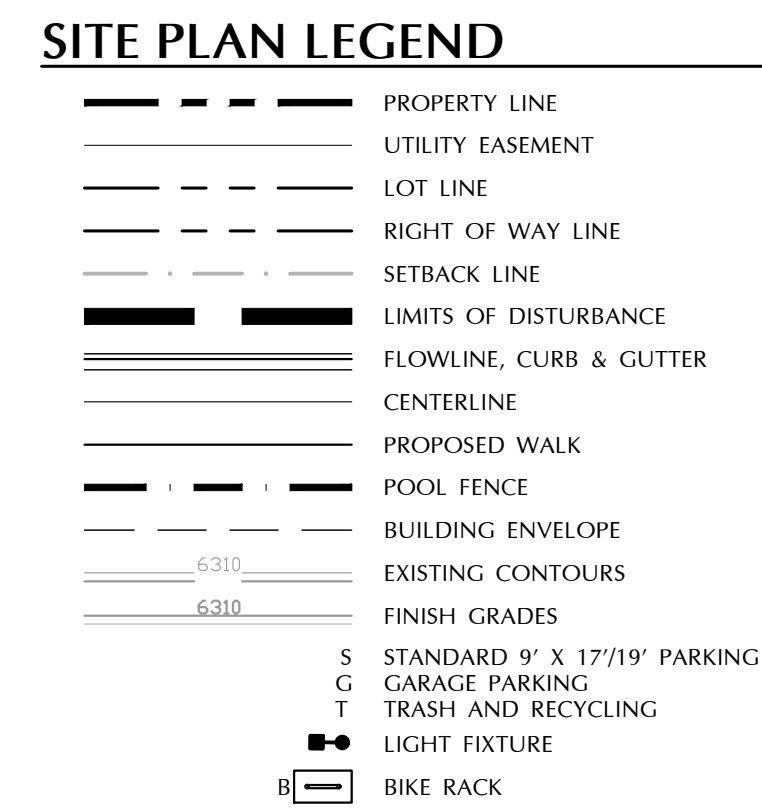 SITE PLAN LEGEND
PROPERTY LINE
UTILITY EASEMENT
LOT LINE
RIGHT OF WAY LINE
SETBACK LINE
LIMITS OF DISTURBANCE
FLOWLINE, CURB & GUTTER
CENTERLINE
PROPOSED WALK
POOL FENCE
BUILDING ENVELOPE
6310 EXISTING CONTOURS
6310 FINISH GRADES
S STANDARD 9' X 17'/19' PARKING
G GARAGE PARKING
T TRASH AND RECYCLING
LIGHT FIXTURE
B BIKE RACK